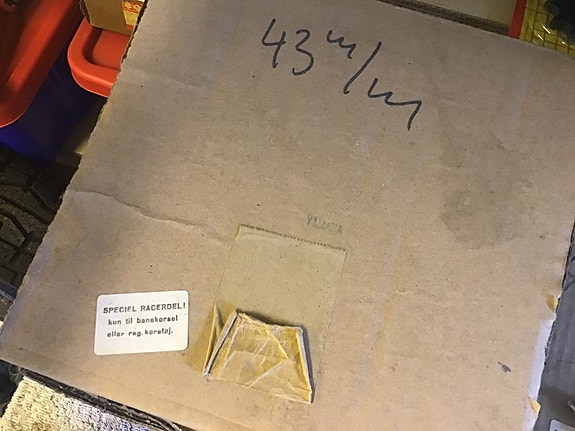 43 m/m
YAMAHA
SPECIEL RACERDEL!
kun til banekørsel
eller reg. køretøj.